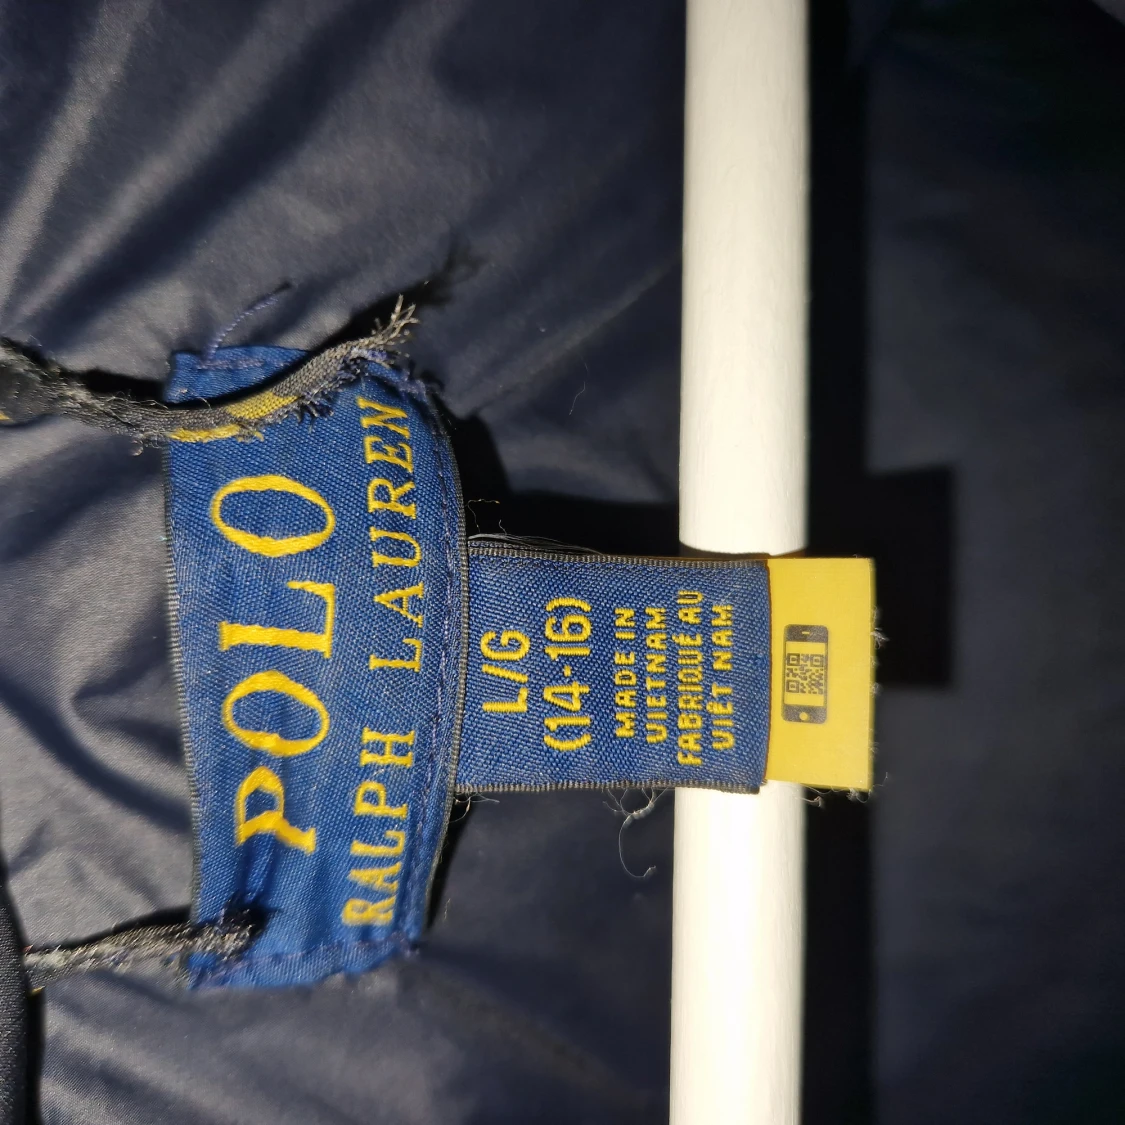 POLO
RALPH LAUREN
L/G
(14-16)
MADE IN
VIETNAM
FABRIQUÉ AU
VIÊT NAM